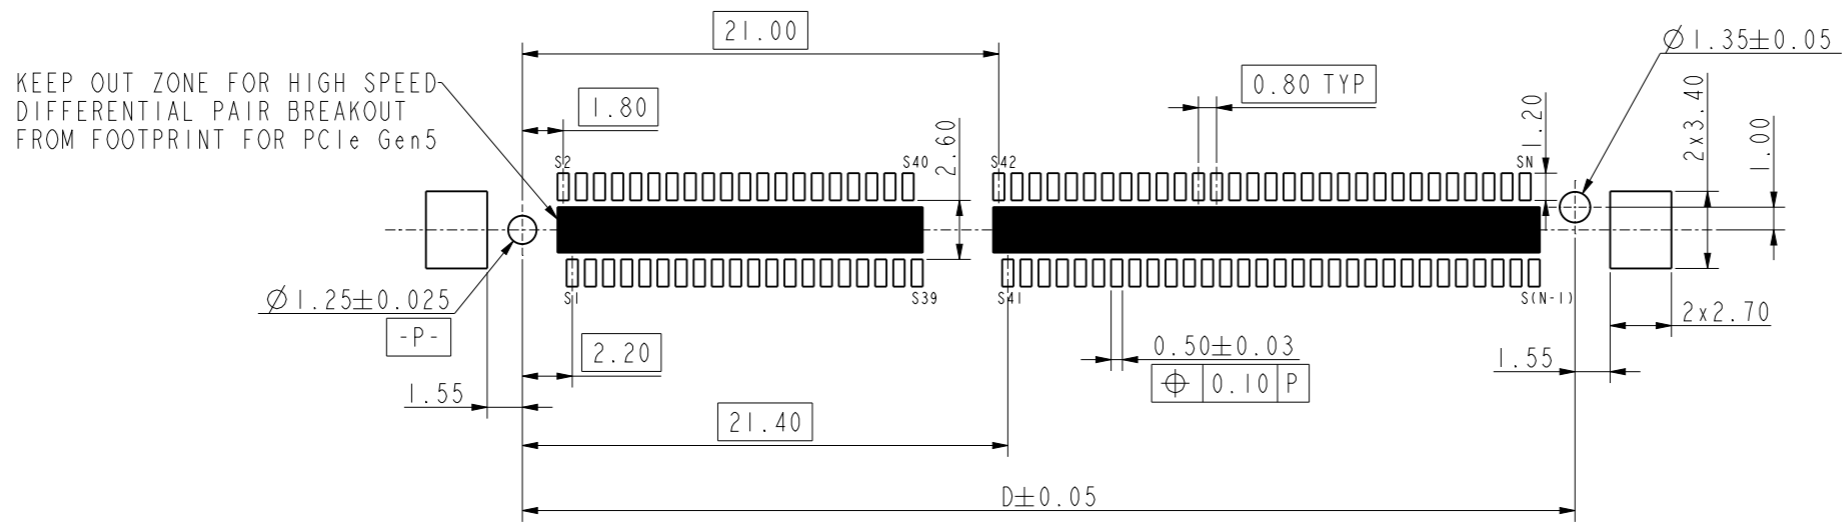 21.00
Ø1.35±0.05
KEEP OUT ZONE FOR HIGH SPEED
DIFFERENTIAL PAIR BREAKOUT
FROM FOOTPRINT FOR PCIe Gen5
0.80 TYP
1.80
2.60
1.20
2x3.40
1.00
S2
S40
S42
SN
S1
S39
S41
S(N-1)
Ø1.25±0.025
-P-
2.20
0.50±0.03
⌖ 0.10 P
2x2.70
1.55
1.55
21.40
D±0.05